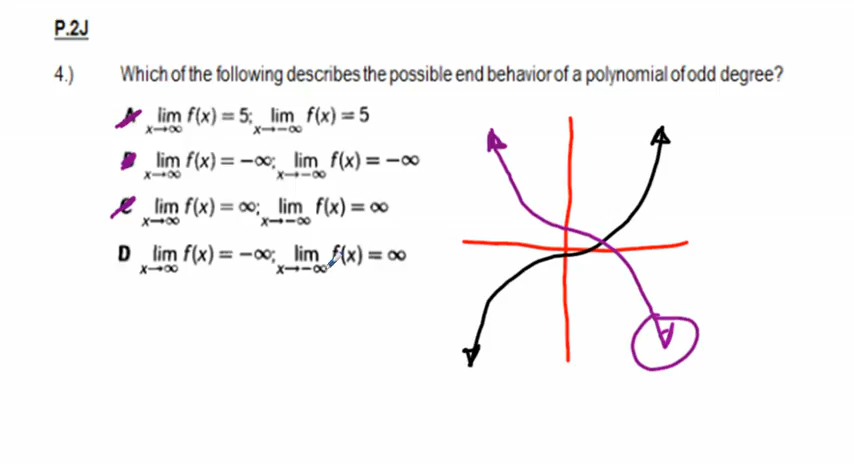 P.2J
4.) Which of the following describes the possible end behavior of a polynomial of odd degree?
A lim x→∞ f(x) = 5; lim x→-∞ f(x) = 5
B lim x→∞ f(x) = -∞; lim x→-∞ f(x) = -∞
C lim x→∞ f(x) = ∞; lim x→-∞ f(x) = ∞
D lim x→∞ f(x) = -∞; lim x→-∞ f(x) = ∞